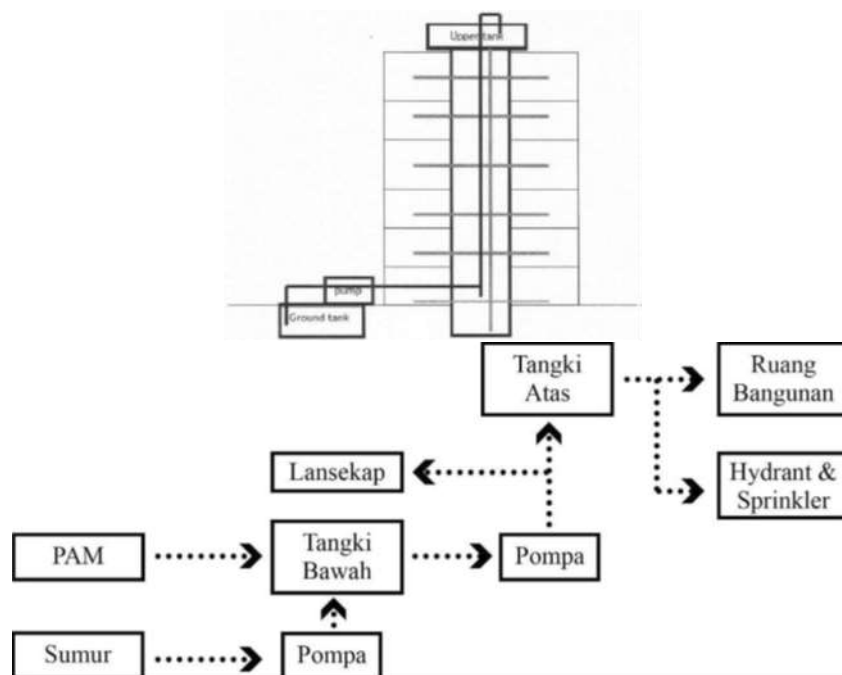 Upper tank
pump
Ground tank
Tangki
Atas
Ruang
Bangunan
Lansekap
Hydrant &
Sprinkler
PAM
Tangki
Bawah
Pompa
Sumur
Pompa